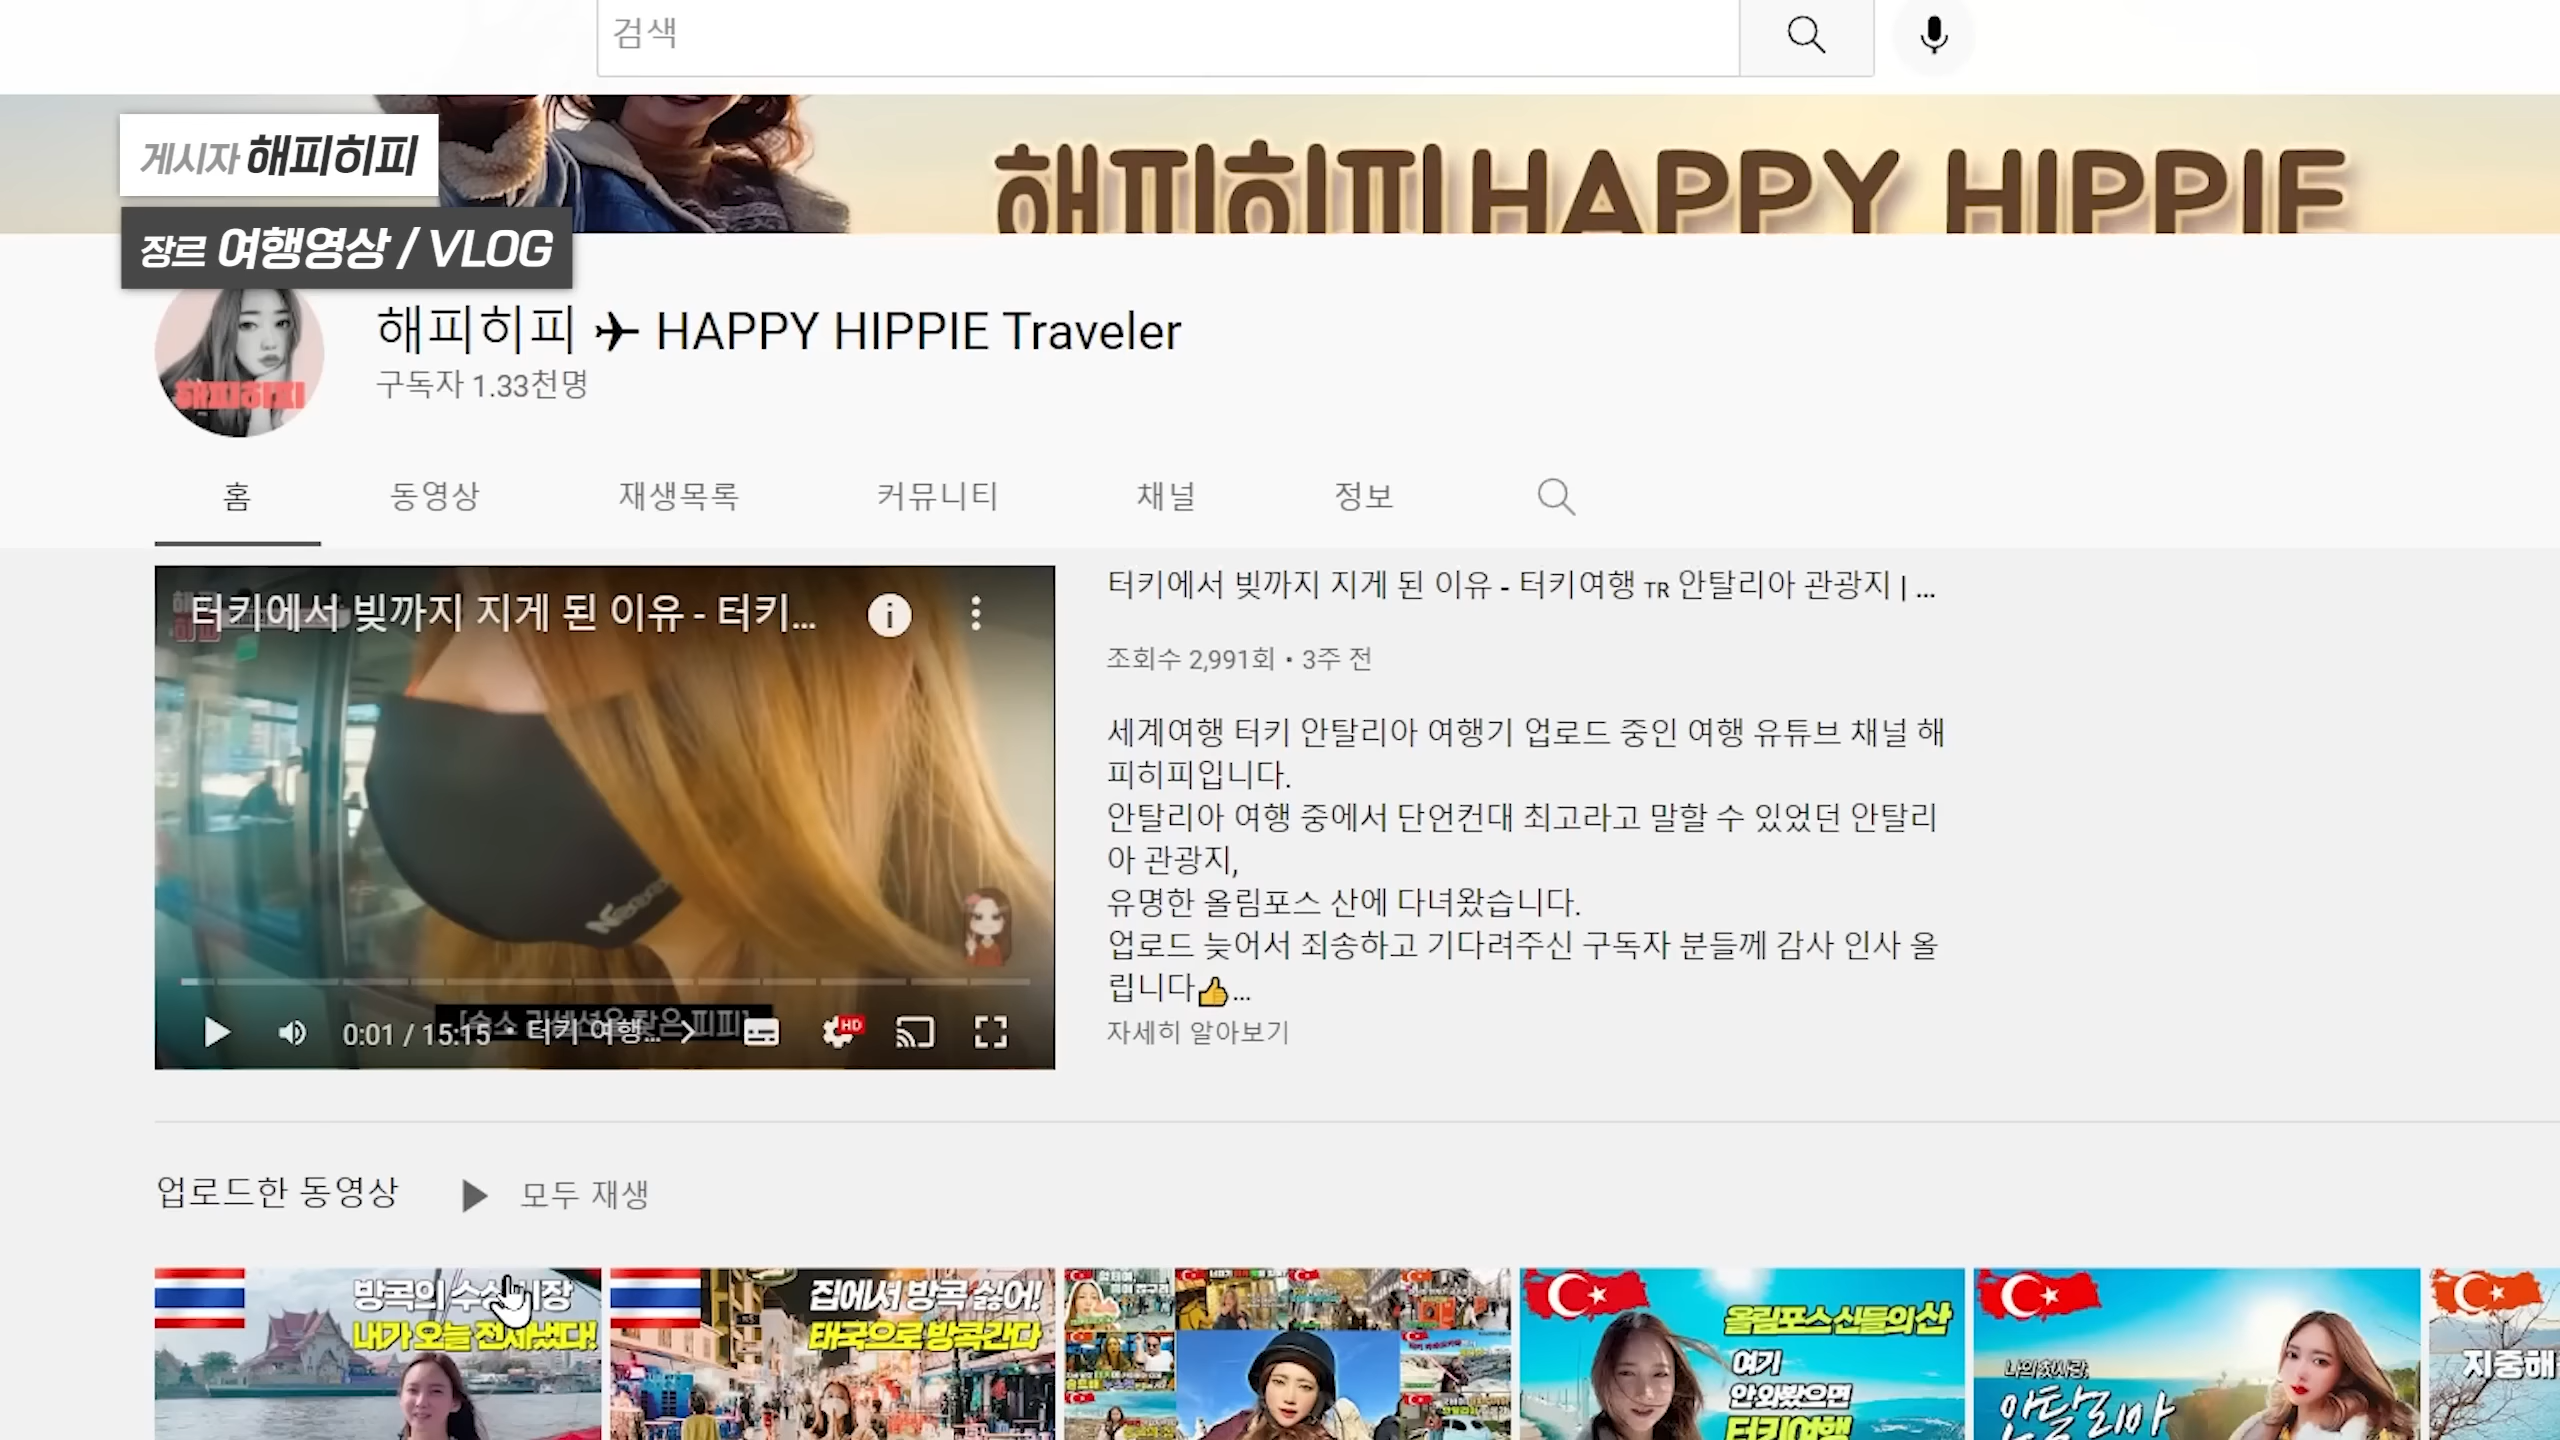 검색
게시자 해피히피
장르 여행영상 / VLOG
해피히피 HAPPY HIPPIE
해피히피
해피히피 ✈ HAPPY HIPPIE Traveler
구독자 1.33천명
홈 동영상 재생목록 커뮤니티 채널 정보
터키에서 빚까지 지게 된 이유 - 터키...
해피
히피
0:01 / 15:15 • 터키 여행...
HD
터키에서 빚까지 지게 된 이유 - 터키여행 TR 안탈리아 관광지 | ...
조회수 2,991회 • 3주 전
세계여행 터키 안탈리아 여행기 업로드 중인 여행 유튜브 채널 해
피히피입니다.
안탈리아 여행 중에서 단언컨대 최고라고 말할 수 있었던 안탈리
아 관광지,
유명한 올림포스 산에 다녀왔습니다.
업로드 늦어서 죄송하고 기다려주신 구독자 분들께 감사 인사 올
립니다👍...
자세히 알아보기
업로드한 동영상 ▶ 모두 재생
방콕의 수상시장
내가 오늘 전세냈다!
집에서 방콕 싫어!
태국으로 방콕간다
올림포스 신들의 산
여기
안와봤으면
터키여행
나의 첫사랑,
안탈리아
지중해